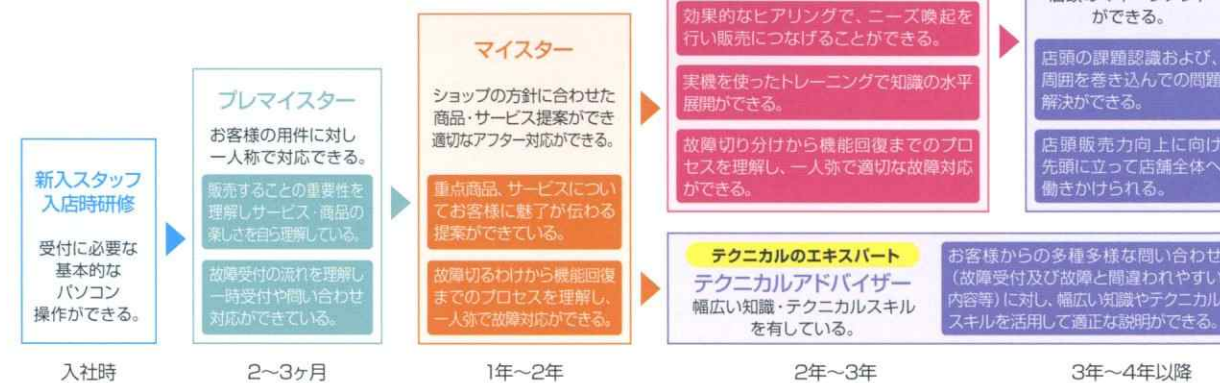 新入スタッフ
入店時研修
受付に必要な
基本的な
パソコン
操作ができる。
プレマイスター
お客様の用件に対し
一人称で対応できる。
販売することの重要性を
理解しサービス・商品の
楽しさを自ら理解している。
故障受付の流れを理解し
一時受付や問い合わせ
対応ができている。
マイスター
ショップの方針に合わせた
商品・サービス提案ができ
適切なアフター対応ができる。
重点商品、サービスについ
てお客様に魅了が伝わる
提案ができている。
故障切るわけから機能回復
までのプロセスを理解し、
一人弥で故障対応ができる。
効果的なヒアリングで、ニーズ喚起を
行い販売につなげることができる。
実機を使ったトレーニングで知識の水平
展開ができる。
故障切り分けから機能回復までのプロ
セスを理解し、一人弥で適切な故障対応
ができる。
ができる。
店頭の課題認識および、
周囲を巻き込んでの問題
解決ができる。
店頭販売力向上に向け
先頭に立って店舗全体へ
働きかけられる。
テクニカルのエキスパート
テクニカルアドバイザー
幅広い知識・テクニカルスキル
を有している。
お客様からの多種多様な問い合わせ
（故障受付及び故障と間違われやすい
内容等）に対し、幅広い知識やテクニカル
スキルを活用して適正な説明ができる。
入社時
2〜3ヶ月
1年〜2年
2年〜3年
3年〜4年以降